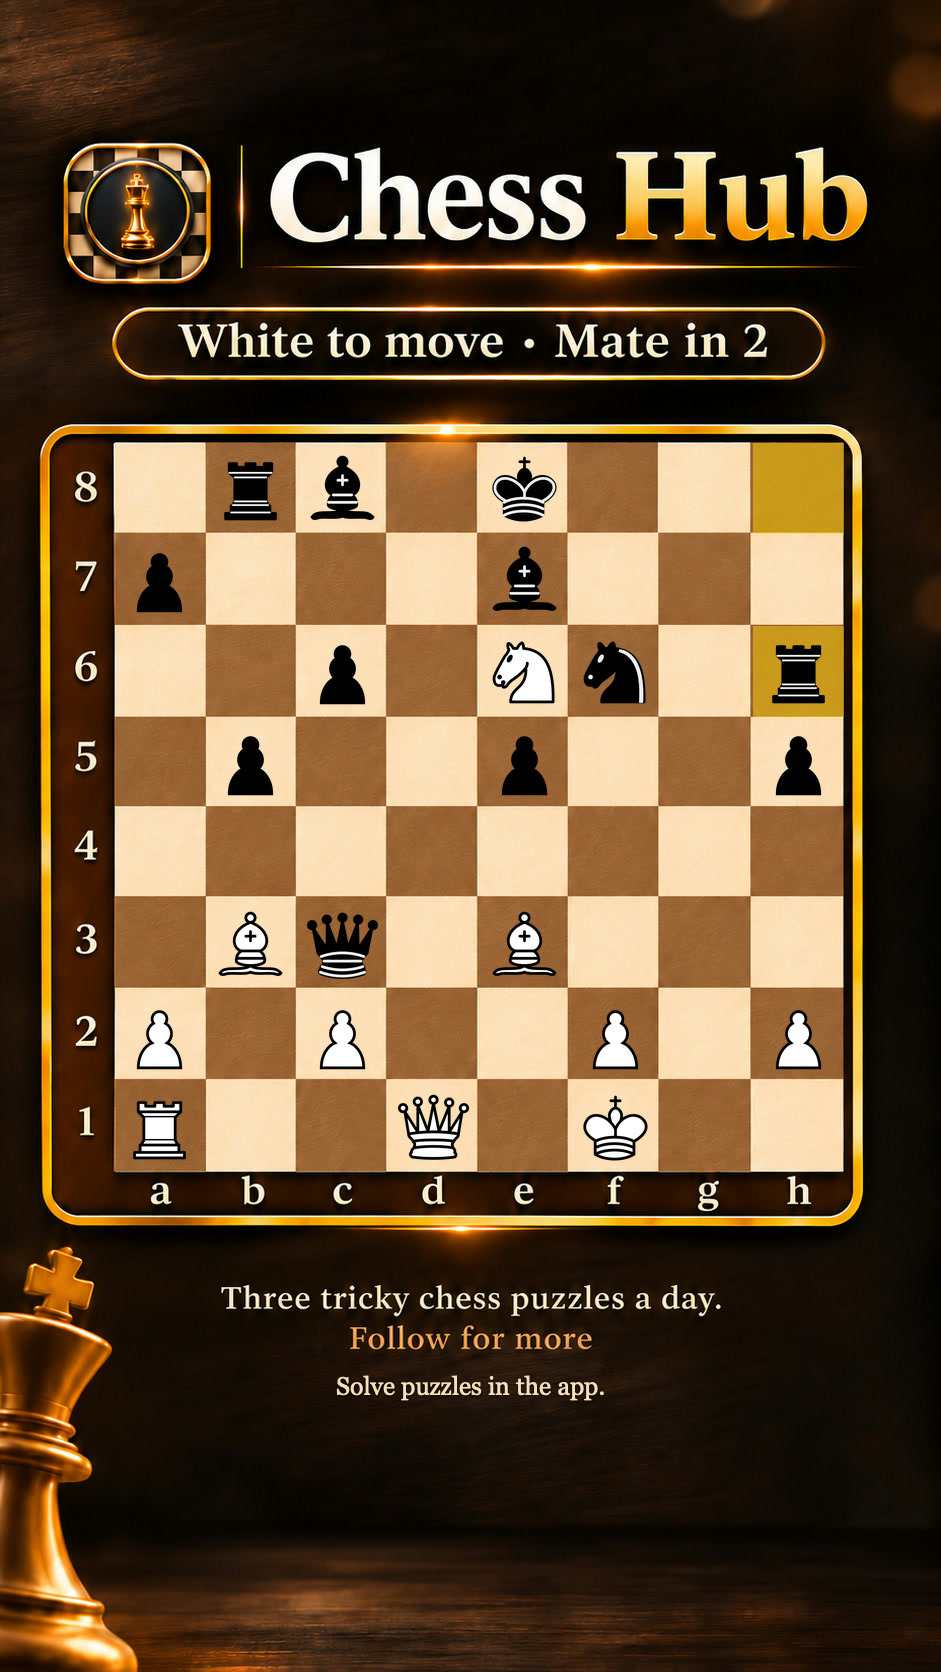 Chess Hub
White to move • Mate in 2
8
7
6
5
4
3
2
1
a b c d e f g h
Three tricky chess puzzles a day.
Follow for more
Solve puzzles in the app.